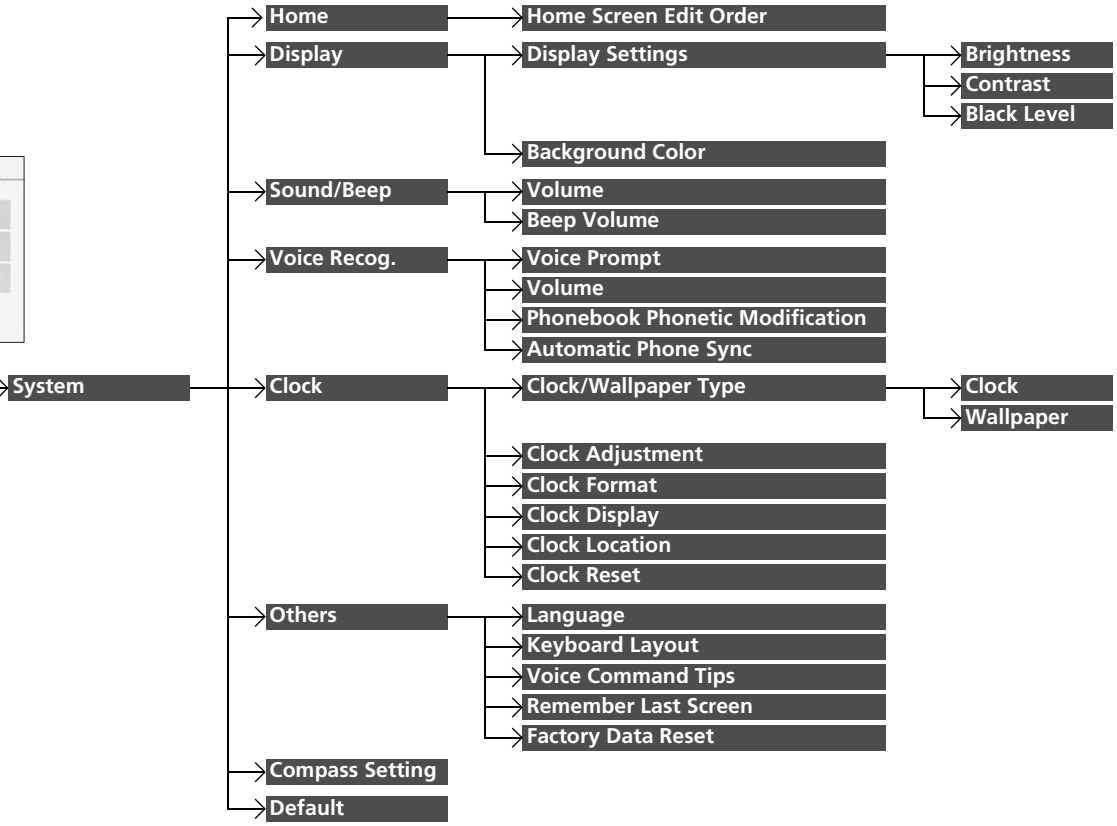 Home
Home Screen Edit Order
Display
Display Settings
Brightness
Contrast
Black Level
Background Color
Sound/Beep
Volume
Beep Volume
Voice Recog.
Voice Prompt
Volume
Phonebook Phonetic Modification
Automatic Phone Sync
System
Clock
Clock/Wallpaper Type
Clock
Wallpaper
Clock Adjustment
Clock Format
Clock Display
Clock Location
Clock Reset
Others
Language
Keyboard Layout
Voice Command Tips
Remember Last Screen
Factory Data Reset
Compass Setting
Default